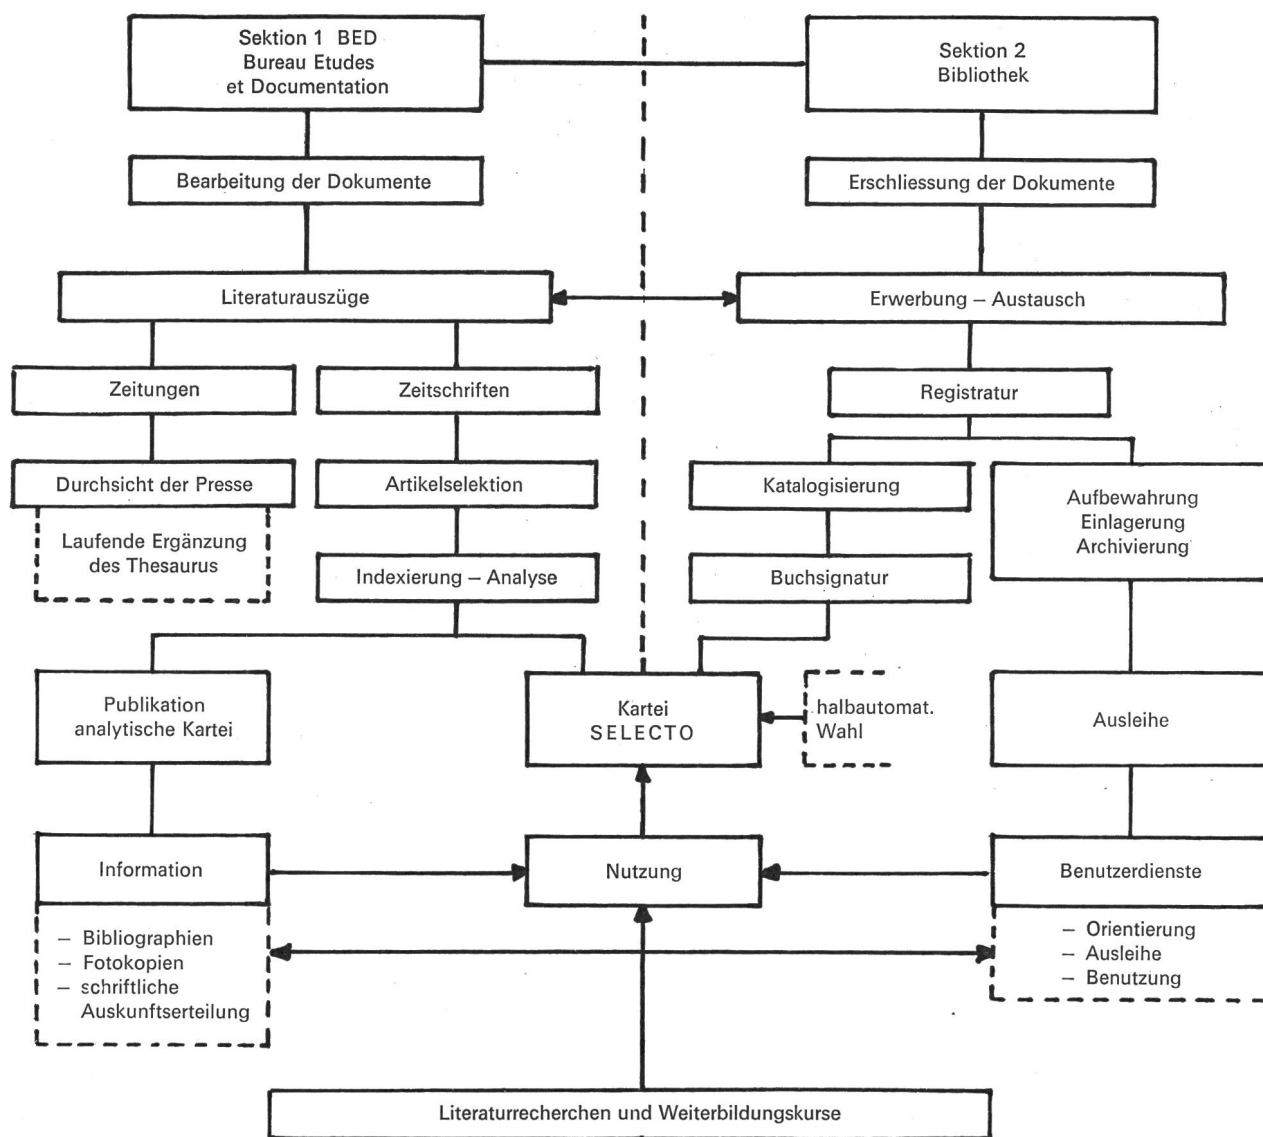 Sektion 1 BED
Bureau Etudes
et Documentation
Sektion 2
Bibliothek
Bearbeitung der Dokumente
Erschliessung der Dokumente
Literaturauszüge
Erwerbung – Austausch
Zeitungen
Zeitschriften
Registratur
Durchsicht der Presse
Artikelselektion
Katalogisierung
Aufbewahrung
Einlagerung
Archivierung
Laufende Ergänzung
des Thesaurus
Indexierung – Analyse
Buchsignatur
Publikation
analytische Kartei
Kartei
SELECTO
halbautomat.
Wahl
Ausleihe
Information
Nutzung
Benutzerdienste
– Bibliographien
– Fotokopien
– schriftliche
Auskunftserteilung
– Orientierung
– Ausleihe
– Benutzung
Literaturrecherchen und Weiterbildungskurse